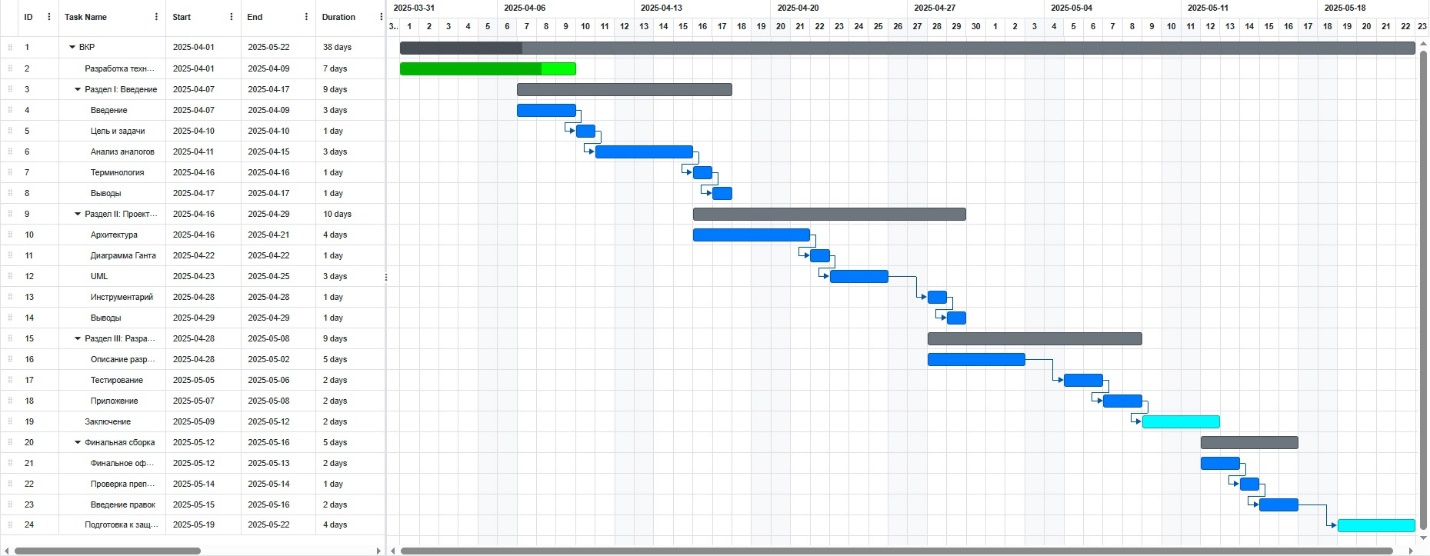 ID Task Name Start End Duration
2025-03-31 2025-04-06 2025-04-13 2025-04-20 2025-04-27 2025-05-04 2025-05-11 2025-05-18
3.. 1 2 3 4 5 6 7 8 9 10 11 12 13 14 15 16 17 18 19 20 21 22 23 24 25 26 27 28 29 30 1 2 3 4 5 6 7 8 9 10 11 12 13 14 15 16 17 18 19 20 21 22 23
1 ВКР 2025-04-01 2025-05-22 38 days
2 Разработка техн... 2025-04-01 2025-04-09 7 days
3 Раздел I: Введение 2025-04-07 2025-04-17 9 days
4 Введение 2025-04-07 2025-04-09 3 days
5 Цель и задачи 2025-04-10 2025-04-10 1 day
6 Анализ аналогов 2025-04-11 2025-04-15 3 days
7 Терминология 2025-04-16 2025-04-16 1 day
8 Выводы 2025-04-17 2025-04-17 1 day
9 Раздел II: Проект... 2025-04-16 2025-04-29 10 days
10 Архитектура 2025-04-16 2025-04-21 4 days
11 Диаграмма Ганта 2025-04-22 2025-04-22 1 day
12 UML 2025-04-23 2025-04-25 3 days
13 Инструментарий 2025-04-28 2025-04-28 1 day
14 Выводы 2025-04-29 2025-04-29 1 day
15 Раздел III: Разра... 2025-04-28 2025-05-08 9 days
16 Описание разр... 2025-04-28 2025-05-02 5 days
17 Тестирование 2025-05-05 2025-05-06 2 days
18 Приложение 2025-05-07 2025-05-08 2 days
19 Заключение 2025-05-09 2025-05-12 2 days
20 Финальная сборка 2025-05-12 2025-05-16 5 days
21 Финальное оф... 2025-05-12 2025-05-13 2 days
22 Проверка преп... 2025-05-14 2025-05-14 1 day
23 Введение правок 2025-05-15 2025-05-16 2 days
24 Подготовка к защ... 2025-05-19 2025-05-22 4 days